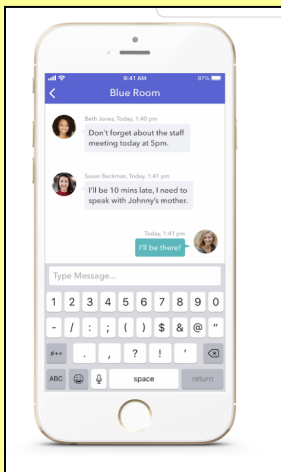 9:41 AM
97%
Blue Room
Beth Jones, Today, 1:40 pm
Don't forget about the staff
meeting today at 5pm.
Susan Beckman, Today, 1:41 pm
I'll be 10 mins late, I need to
speak with Johnny's mother.
Today, 1:41 pm
I'll be there!
Type Message...
1 2 3 4 5 6 7 8 9 0
- / : ; ( ) $ & @ "
#+= . , ? ! '
ABC space return